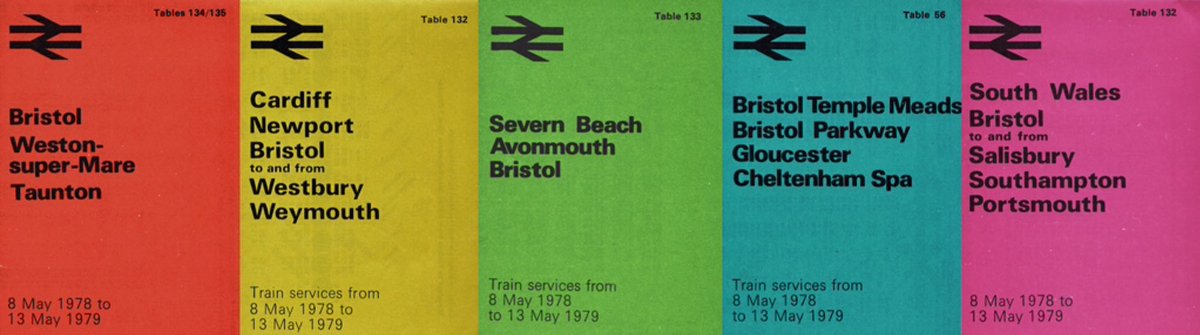 Tables 134/135
Bristol
Weston-
super-Mare
Taunton
8 May 1978 to
13 May 1979
Table 132
Cardiff
Newport
Bristol
to and from
Westbury
Weymouth
Train services from
8 May 1978 to
13 May 1979
Table 133
Severn Beach
Avonmouth
Bristol
Train services from
8 May 1978
to 13 May 1979
Table 56
Bristol Temple Meads
Bristol Parkway
Gloucester
Cheltenham Spa
Train services from
8 May 1978
to 13 May 1979
Table 132
South Wales
Bristol
to and from
Salisbury
Southampton
Portsmouth
8 May 1978 to
13 May 1979